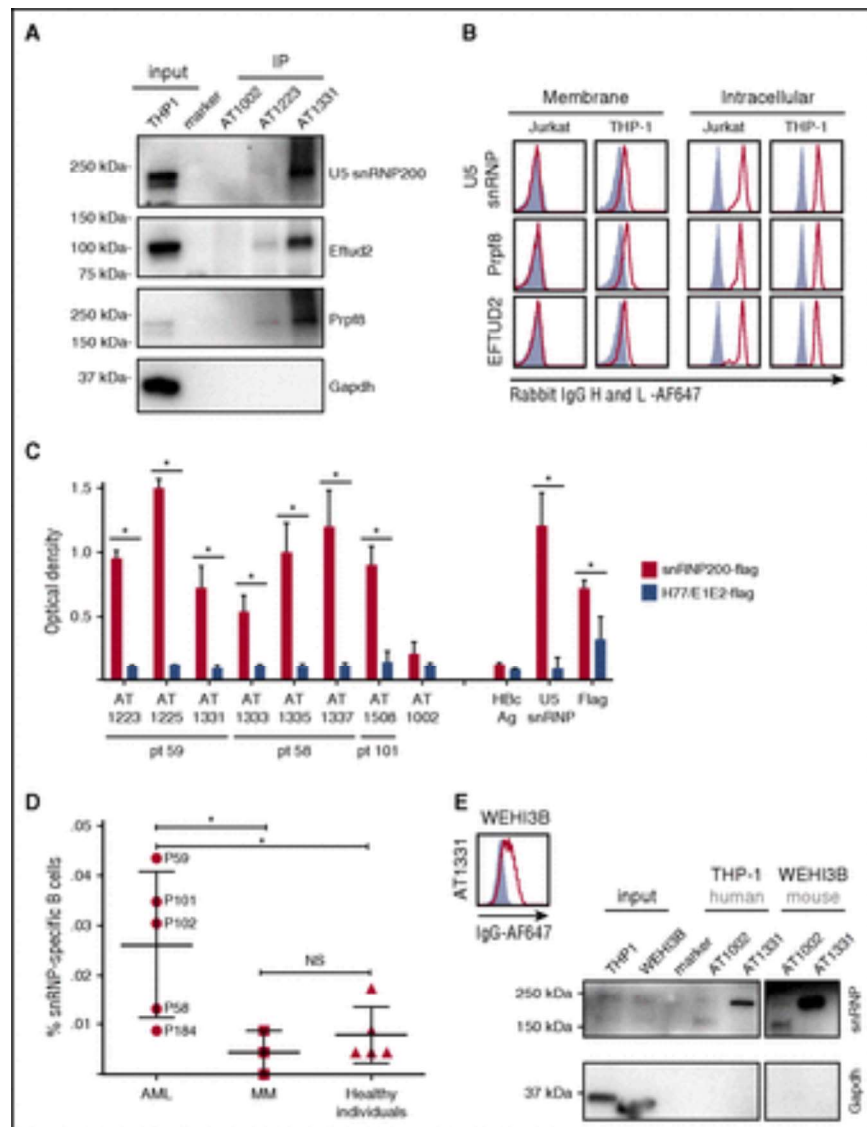 A
input
IP
THP1
marker
AT1002
AT1223
AT1331
250 kDa-
U5 snRNP200
150 kDa-
100 kDa-
75 kDa-
Eftud2
250 kDa-
150 kDa-
Prpf8
37 kDa-
Gapdh
B
Membrane
Intracellular
Jurkat
THP-1
Jurkat
THP-1
U5 snRNP
Prpf8
EFTUD2
Rabbit IgG H and L -AF647
C
Optical density
1.5
1.0
0.5
* * * * * * * * *
snRNP200-flag
H77/E1E2-flag
AT 1223
AT 1225
AT 1331
AT 1333
AT 1335
AT 1337
AT 1508
AT 1002
HBc Ag
U5 snRNP
Flag
pt 59
pt 58
pt 101
D
% snRNP-specific B cells
.05
.04
.03
.02
.01
*
*
NS
P59
P101
P102
P58
P184
AML
MM
Healthy individuals
E
WEHI3B
AT1331
IgG-AF647
input
THP-1
human
WEHI3B
mouse
THP1
WEHI3B
marker
AT1002
AT1331
AT1002
AT1331
250 kDa
150 kDa
snRNP
37 kDa
Gapdh